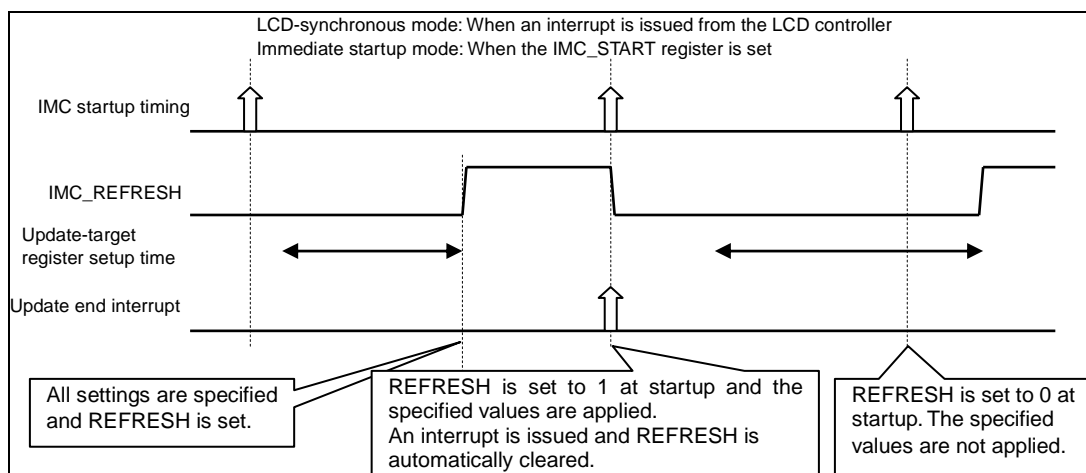 LCD-synchronous mode: When an interrupt is issued from the LCD controller
Immediate startup mode: When the IMC_START register is set
IMC startup timing
IMC_REFRESH
Update-target
register setup time
Update end interrupt
All settings are specified
and REFRESH is set.
REFRESH is set to 1 at startup and the
specified values are applied.
An interrupt is issued and REFRESH is
automatically cleared.
REFRESH is set to 0 at
startup. The specified
values are not applied.